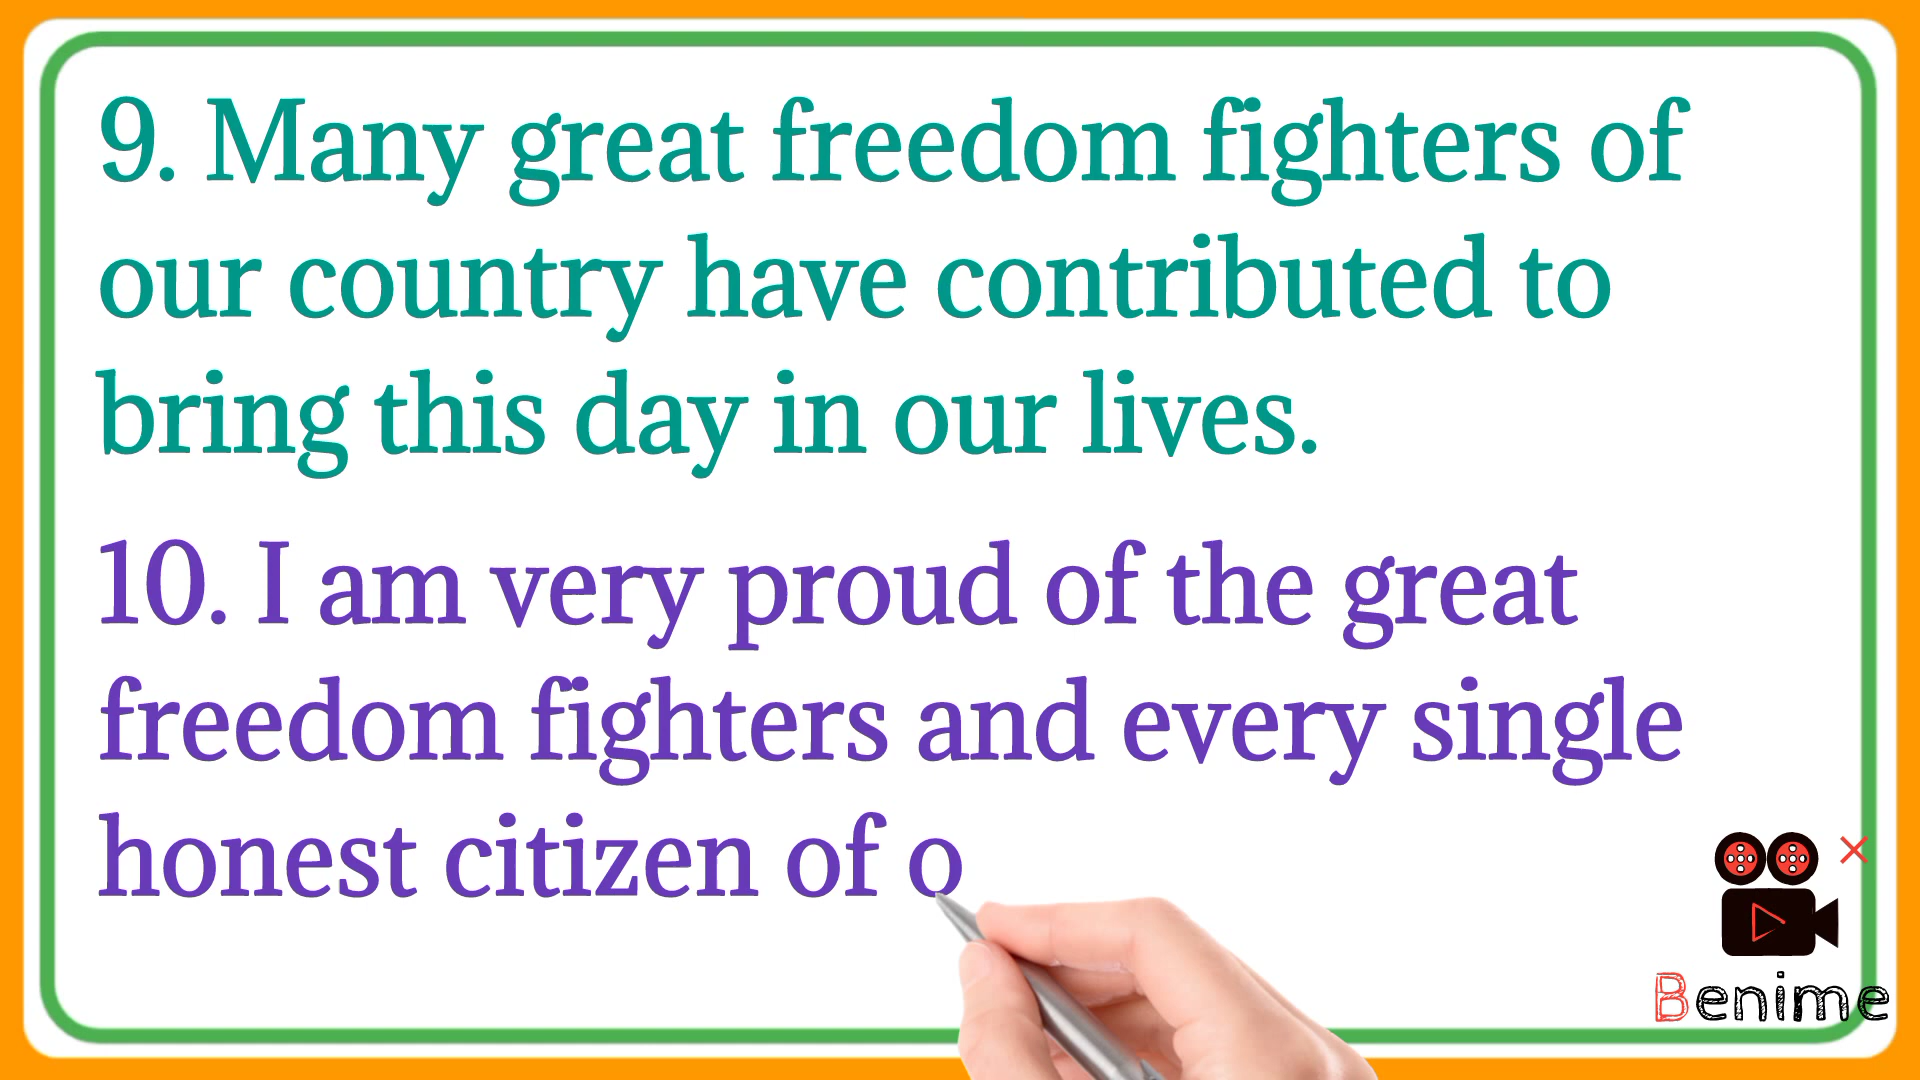 9. Many great freedom fighters of
our country have contributed to
bring this day in our lives.
10. I am very proud of the great
freedom fighters and every single
honest citizen of o
Benime